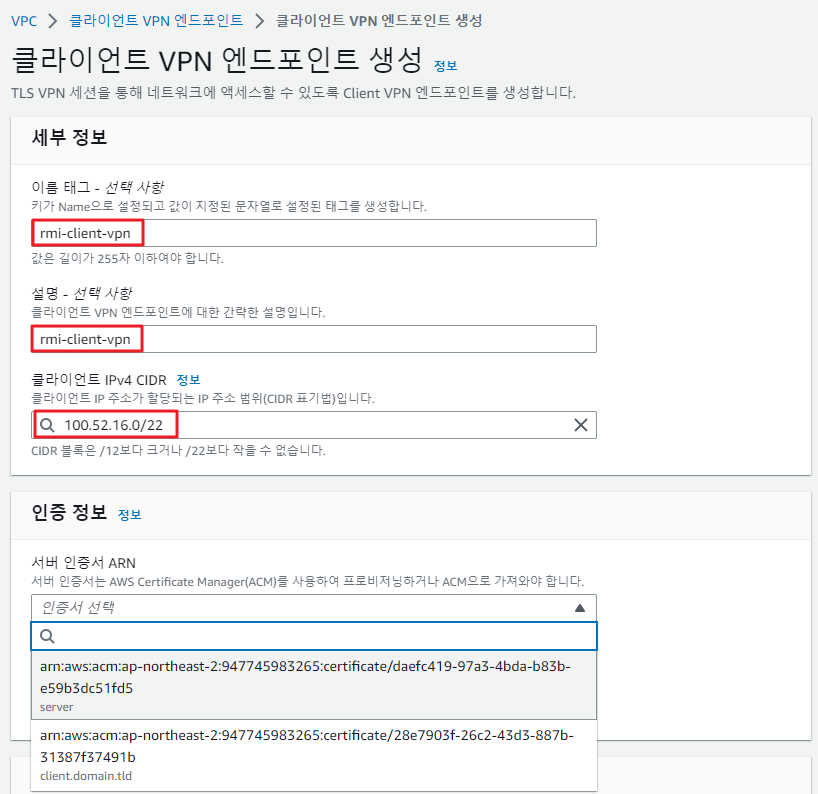 VPC > 클라이언트 VPN 엔드포인트 > 클라이언트 VPN 엔드포인트 생성
클라이언트 VPN 엔드포인트 생성 정보
TLS VPN 세션을 통해 네트워크에 액세스할 수 있도록 Client VPN 엔드포인트를 생성합니다.
세부 정보
이름 태그 - 선택 사항
키가 Name으로 설정되고 값이 지정된 문자열로 설정된 태그를 생성합니다.
rmi-client-vpn
값은 길이가 255자 이하여야 합니다.
설명 - 선택 사항
클라이언트 VPN 엔드포인트에 대한 간략한 설명입니다.
rmi-client-vpn
클라이언트 IPv4 CIDR 정보
클라이언트 IP 주소가 할당되는 IP 주소 범위(CIDR 표기법)입니다.
100.52.16.0/22
CIDR 블록은 /12보다 크거나 /22보다 작을 수 없습니다.
인증 정보 정보
서버 인증서 ARN
서버 인증서는 AWS Certificate Manager(ACM)를 사용하여 프로비저닝하거나 ACM으로 가져와야 합니다.
인증서 선택
arn:aws:acm:ap-northeast-2:947745983265:certificate/daefc419-97a3-4bda-b83b-
e59b3dc51fd5
server
arn:aws:acm:ap-northeast-2:947745983265:certificate/28e7903f-26c2-43d3-887b-
31387f37491b
client.domain.tld